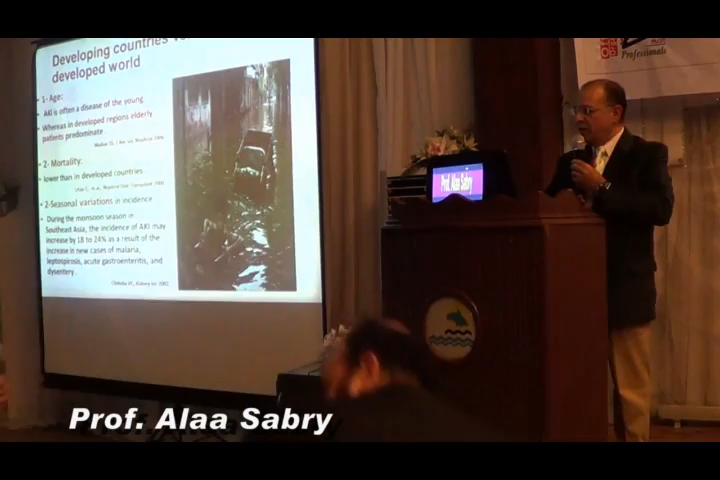 Developing countries
developed world
1- Age:
AKI is often a disease of the young
Whereas in developed regions elderly
patients predominate
2- Mortality:
lower than in developed countries
2-Seasonal variations in incidence
During the monsoon season in
Southeast Asia, the incidence of AKI may
increase by 18 to 24% as a result of the
increase in new cases of malaria,
leptospirosis, acute gastroenteritis, and
dysentery.
Professionals
Prof. Alaa Sabry
Prof. Alaa Sabry